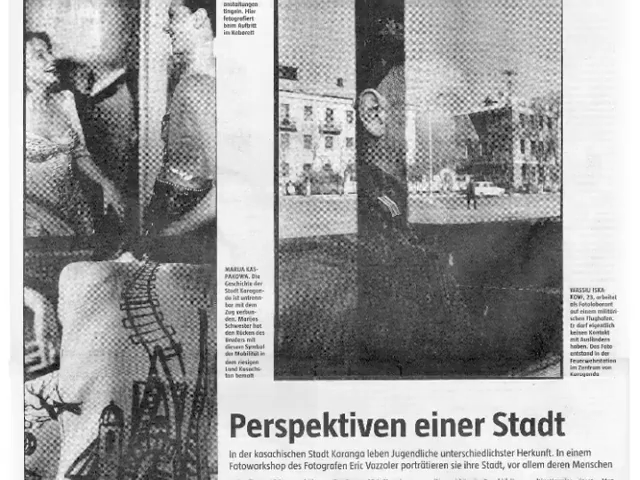 anstaltungen
fingeln. Hier
fotografiert
beim Auftritt
im Kabarett
MARIJA KAS-
PAKOWA. Die
Geschichte der
Stadt Karagan-
da ist untrenn-
bar mit dem
Zug verbun-
den. Marijas
Schwester hat
den Rücken des
Bruders mit
diesem Symbol
der Mobilität in
dem riesigen
Land Kasachs-
tan bemalt
WASSILI ISKA-
KOW, 23, arbeitet
als Fotolaborant
auf einem militäri-
schen Flughafen.
Er darf eigentlich
keinen Kontakt
mit Ausländern
haben. Das Foto
entstand in der
Feuerwehrstation
im Zentrum von
Karaganda
Perspektiven einer Stadt
In der kasachischen Stadt Karanga leben Jugendliche unterschiedlichster Herkunft. In einem
Fotoworkshop des Fotografen Eric Vazzoler porträtieren sie ihre Stadt, vor allem deren Menschen